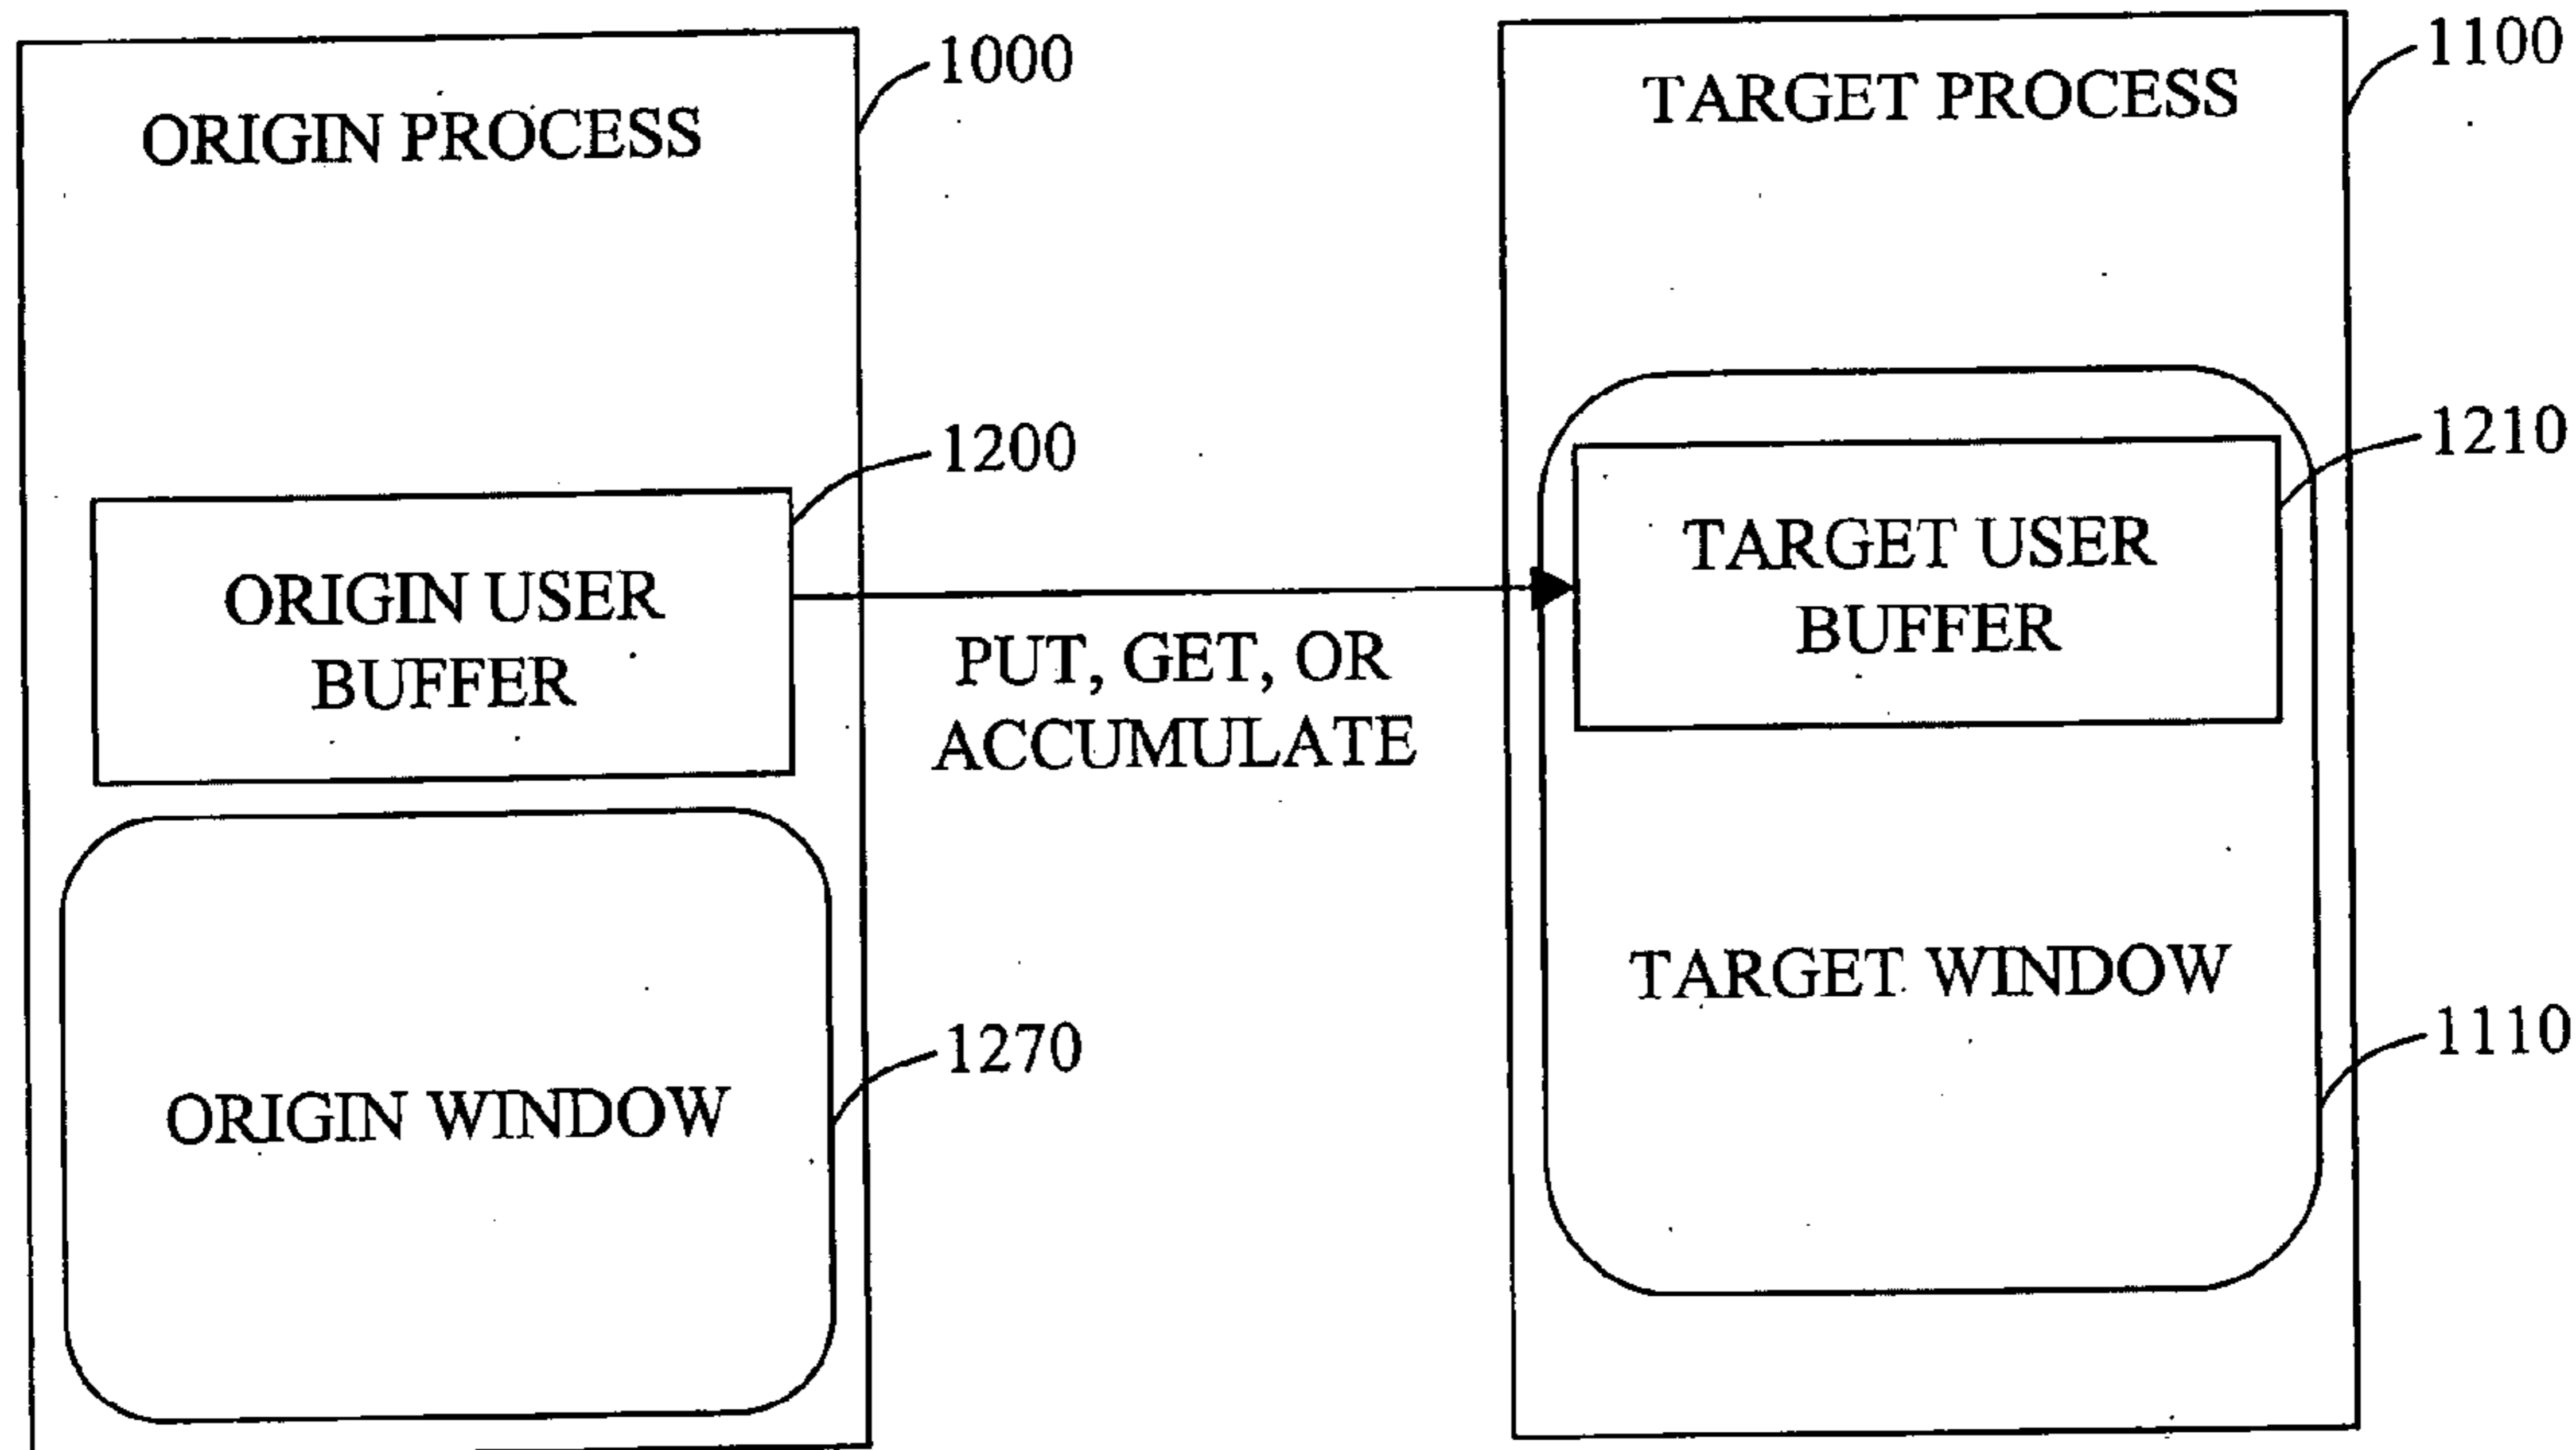 ORIGIN PROCESS
1000
TARGET PROCESS
1100
1200
ORIGIN USER
BUFFER
PUT, GET, OR
ACCUMULATE
1210
TARGET USER
BUFFER
ORIGIN WINDOW
1270
TARGET WINDOW
1110